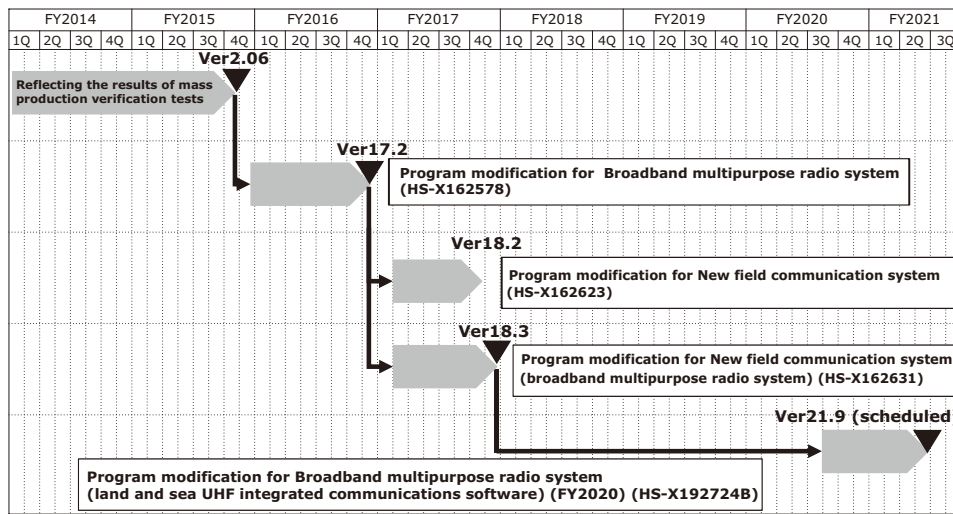 FY2014 FY2015 FY2016 FY2017 FY2018 FY2019 FY2020 FY2021
1Q 2Q 3Q 4Q 1Q 2Q 3Q 4Q 1Q 2Q 3Q 4Q 1Q 2Q 3Q 4Q 1Q 2Q 3Q 4Q 1Q 2Q 3Q 4Q 1Q 2Q 3Q 4Q 1Q 2Q 3Q
Ver2.06
Reflecting the results of mass
production verification tests
Ver17.2
Program modification for Broadband multipurpose radio system
(HS-X162578)
Ver18.2
Program modification for New field communication system
(HS-X162623)
Ver18.3
Program modification for New field communication system
(broadband multipurpose radio system) (HS-X162631)
Ver21.9 (scheduled
Program modification for Broadband multipurpose radio system
(land and sea UHF integrated communications software) (FY2020) (HS-X192724B)